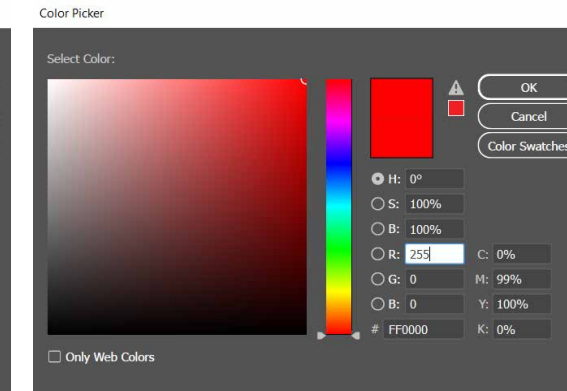 Color Picker
Select Color:
OK
Cancel
Color Swatches
H: 0º
S: 100%
B: 100%
R: 255 C: 0%
G: 0 M: 99%
B: 0 Y: 100%
# FF0000 K: 0%
Only Web Colors